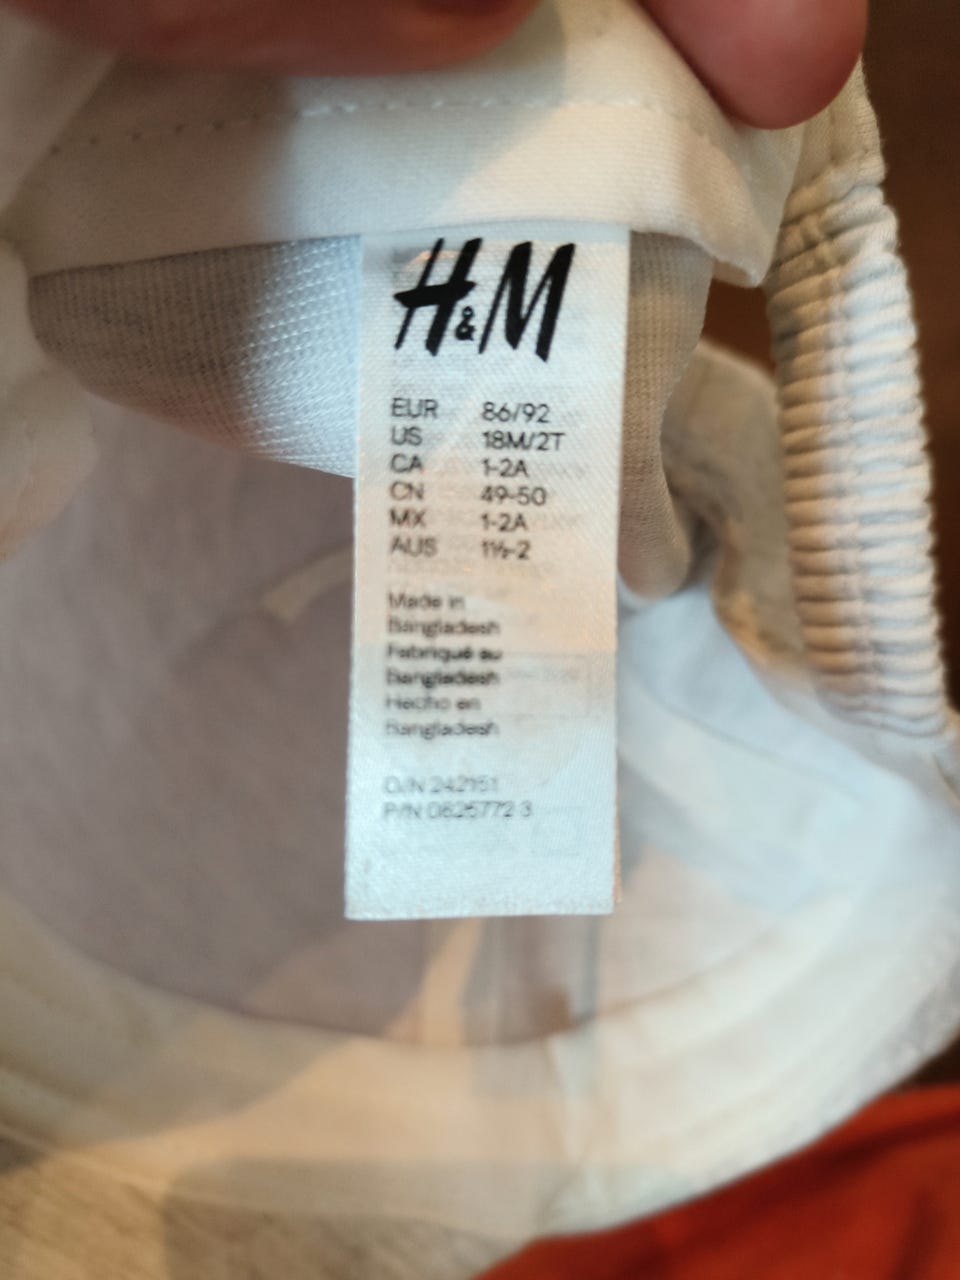 H&M
EUR 86/92
US 18M/2T
CA 1-2A
CN 49-50
MX 1-2A
AUS 1½-2
Made in
Bangladesh
Fabriqué au
Bangladesh
Hecho en
Bangladesh
O/N 242151
P/N 0825772 3